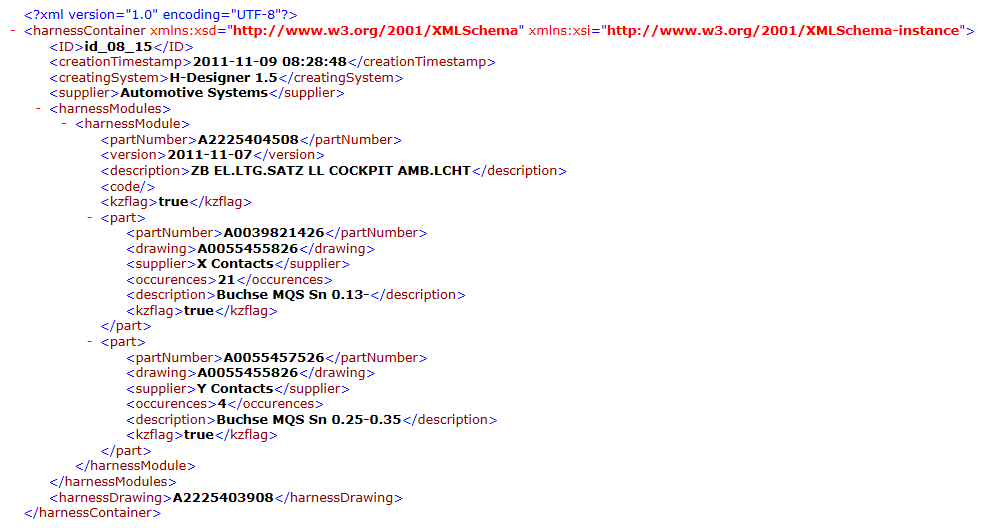 <?xml version="1.0" encoding="UTF-8"?>
- <harnessContainer xmlns:xsd="http://www.w3.org/2001/XMLSchema" xmlns:xsi="http://www.w3.org/2001/XMLSchema-instance">
<ID>id_08_15</ID>
<creationTimestamp>2011-11-09 08:28:48</creationTimestamp>
<creatingSystem>H-Designer 1.5</creatingSystem>
<supplier>Automotive Systems</supplier>
- <harnessModules>
- <harnessModule>
<partNumber>A2225404508</partNumber>
<version>2011-11-07</version>
<description>ZB EL.LTG.SATZ LL COCKPIT AMB.LCHT</description>
<code/>
<kzflag>true</kzflag>
- <part>
<partNumber>A0039821426</partNumber>
<drawing>A0055455826</drawing>
<supplier>X Contacts</supplier>
<occurences>21</occurences>
<description>Buchse MQS Sn 0.13-</description>
<kzflag>true</kzflag>
</part>
- <part>
<partNumber>A0055457526</partNumber>
<drawing>A0055455826</drawing>
<supplier>Y Contacts</supplier>
<occurences>4</occurences>
<description>Buchse MQS Sn 0.25-0.35</description>
<kzflag>true</kzflag>
</part>
</harnessModule>
</harnessModules>
<harnessDrawing>A2225403908</harnessDrawing>
</harnessContainer>